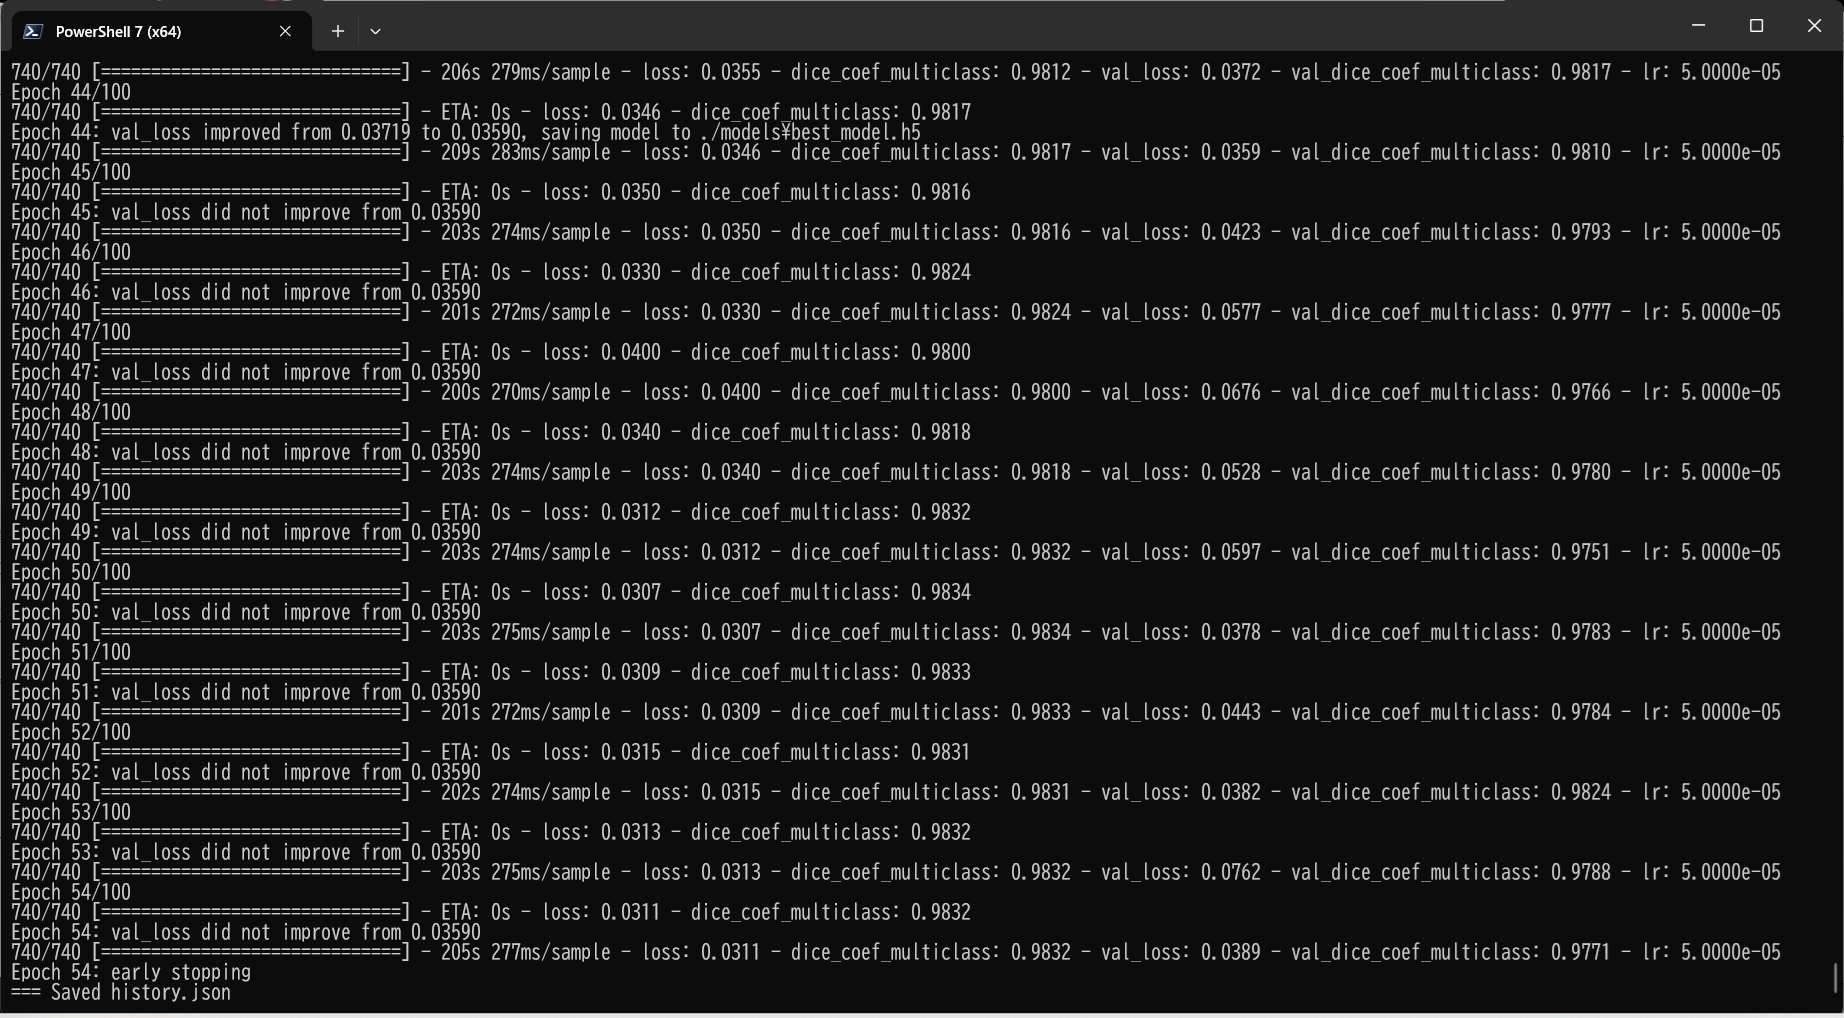 PowerShell 7 (x64)
740/740 [==============================] - 206s 279ms/sample - loss: 0.0355 - dice_coef_multiclass: 0.9812 - val_loss: 0.0372 - val_dice_coef_multiclass: 0.9817 - lr: 5.0000e-05
Epoch 44/100
740/740 [==============================] - ETA: 0s - loss: 0.0346 - dice_coef_multiclass: 0.9817
Epoch 44: val_loss improved from 0.03719 to 0.03590, saving model to ./models¥best_model.h5
740/740 [==============================] - 209s 283ms/sample - loss: 0.0346 - dice_coef_multiclass: 0.9817 - val_loss: 0.0359 - val_dice_coef_multiclass: 0.9810 - lr: 5.0000e-05
Epoch 45/100
740/740 [==============================] - ETA: 0s - loss: 0.0350 - dice_coef_multiclass: 0.9816
Epoch 45: val_loss did not improve from 0.03590
740/740 [==============================] - 203s 274ms/sample - loss: 0.0350 - dice_coef_multiclass: 0.9816 - val_loss: 0.0423 - val_dice_coef_multiclass: 0.9793 - lr: 5.0000e-05
Epoch 46/100
740/740 [==============================] - ETA: 0s - loss: 0.0330 - dice_coef_multiclass: 0.9824
Epoch 46: val_loss did not improve from 0.03590
740/740 [==============================] - 201s 272ms/sample - loss: 0.0330 - dice_coef_multiclass: 0.9824 - val_loss: 0.0577 - val_dice_coef_multiclass: 0.9777 - lr: 5.0000e-05
Epoch 47/100
740/740 [==============================] - ETA: 0s - loss: 0.0400 - dice_coef_multiclass: 0.9800
Epoch 47: val_loss did not improve from 0.03590
740/740 [==============================] - 200s 270ms/sample - loss: 0.0400 - dice_coef_multiclass: 0.9800 - val_loss: 0.0676 - val_dice_coef_multiclass: 0.9766 - lr: 5.0000e-05
Epoch 48/100
740/740 [==============================] - ETA: 0s - loss: 0.0340 - dice_coef_multiclass: 0.9818
Epoch 48: val_loss did not improve from 0.03590
740/740 [==============================] - 203s 274ms/sample - loss: 0.0340 - dice_coef_multiclass: 0.9818 - val_loss: 0.0528 - val_dice_coef_multiclass: 0.9780 - lr: 5.0000e-05
Epoch 49/100
740/740 [==============================] - ETA: 0s - loss: 0.0312 - dice_coef_multiclass: 0.9832
Epoch 49: val_loss did not improve from 0.03590
740/740 [==============================] - 203s 274ms/sample - loss: 0.0312 - dice_coef_multiclass: 0.9832 - val_loss: 0.0597 - val_dice_coef_multiclass: 0.9751 - lr: 5.0000e-05
Epoch 50/100
740/740 [==============================] - ETA: 0s - loss: 0.0307 - dice_coef_multiclass: 0.9834
Epoch 50: val_loss did not improve from 0.03590
740/740 [==============================] - 203s 275ms/sample - loss: 0.0307 - dice_coef_multiclass: 0.9834 - val_loss: 0.0378 - val_dice_coef_multiclass: 0.9783 - lr: 5.0000e-05
Epoch 51/100
740/740 [==============================] - ETA: 0s - loss: 0.0309 - dice_coef_multiclass: 0.9833
Epoch 51: val_loss did not improve from 0.03590
740/740 [==============================] - 201s 272ms/sample - loss: 0.0309 - dice_coef_multiclass: 0.9833 - val_loss: 0.0443 - val_dice_coef_multiclass: 0.9784 - lr: 5.0000e-05
Epoch 52/100
740/740 [==============================] - ETA: 0s - loss: 0.0315 - dice_coef_multiclass: 0.9831
Epoch 52: val_loss did not improve from 0.03590
740/740 [==============================] - 202s 274ms/sample - loss: 0.0315 - dice_coef_multiclass: 0.9831 - val_loss: 0.0382 - val_dice_coef_multiclass: 0.9824 - lr: 5.0000e-05
Epoch 53/100
740/740 [==============================] - ETA: 0s - loss: 0.0313 - dice_coef_multiclass: 0.9832
Epoch 53: val_loss did not improve from 0.03590
740/740 [==============================] - 203s 275ms/sample - loss: 0.0313 - dice_coef_multiclass: 0.9832 - val_loss: 0.0762 - val_dice_coef_multiclass: 0.9788 - lr: 5.0000e-05
Epoch 54/100
740/740 [==============================] - ETA: 0s - loss: 0.0311 - dice_coef_multiclass: 0.9832
Epoch 54: val_loss did not improve from 0.03590
740/740 [==============================] - 205s 277ms/sample - loss: 0.0311 - dice_coef_multiclass: 0.9832 - val_loss: 0.0389 - val_dice_coef_multiclass: 0.9771 - lr: 5.0000e-05
Epoch 54: early stopping
=== Saved history.json